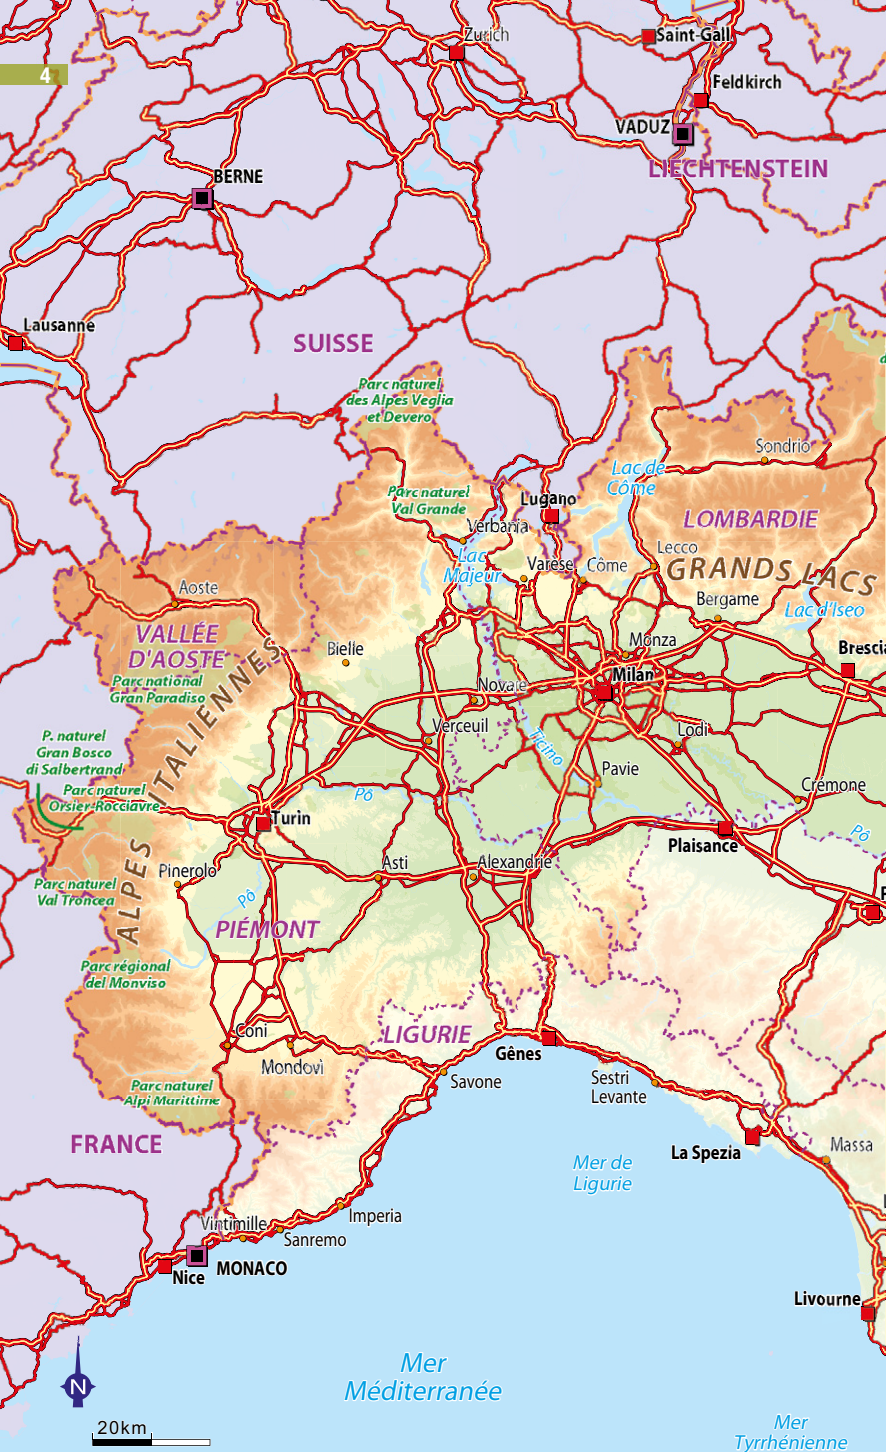 Zurich
Saint-Gall
4
Feldkirch
VADUZ
LIECHTENSTEIN
BERNE
Lausanne
SUISSE
Parc naturel
des Alpes Veglia
et Devero
Sondrio
Lac de
Côme
Parc naturel
Val Grande
Lugano
Verbania
LOMBARDIE
Lac
Majeur
Varese
Côme
Lecco
GRANDS LACS
Aoste
Bergame
Lac d'Iseo
VALLÉE
D'AOSTE
Bielle
Monza
Brescia
Milan
Parc national
Gran Paradiso
Novare
ALPES ITALIENNES
Verceuil
Ticino
Lodi
P. naturel
Gran Bosco
di Salbertrand
Pavie
Parc naturel
Orsier-Rocciavre
Pô
Crémone
Turin
Plaisance
Pô
Pinerolo
Asti
Alexandrie
Parc naturel
Val Troncea
Pô
PIÉMONT
Parc régional
del Monviso
Coni
LIGURIE
Gênes
Mondovì
Savone
Sestri
Levante
Parc naturel
Alpi Marittime
FRANCE
La Spezia
Massa
Mer de
Ligurie
Vintimille
Imperia
Sanremo
Nice
MONACO
Livourne
N
Mer
Méditerranée
20km
Mer
Tyrrhénienne